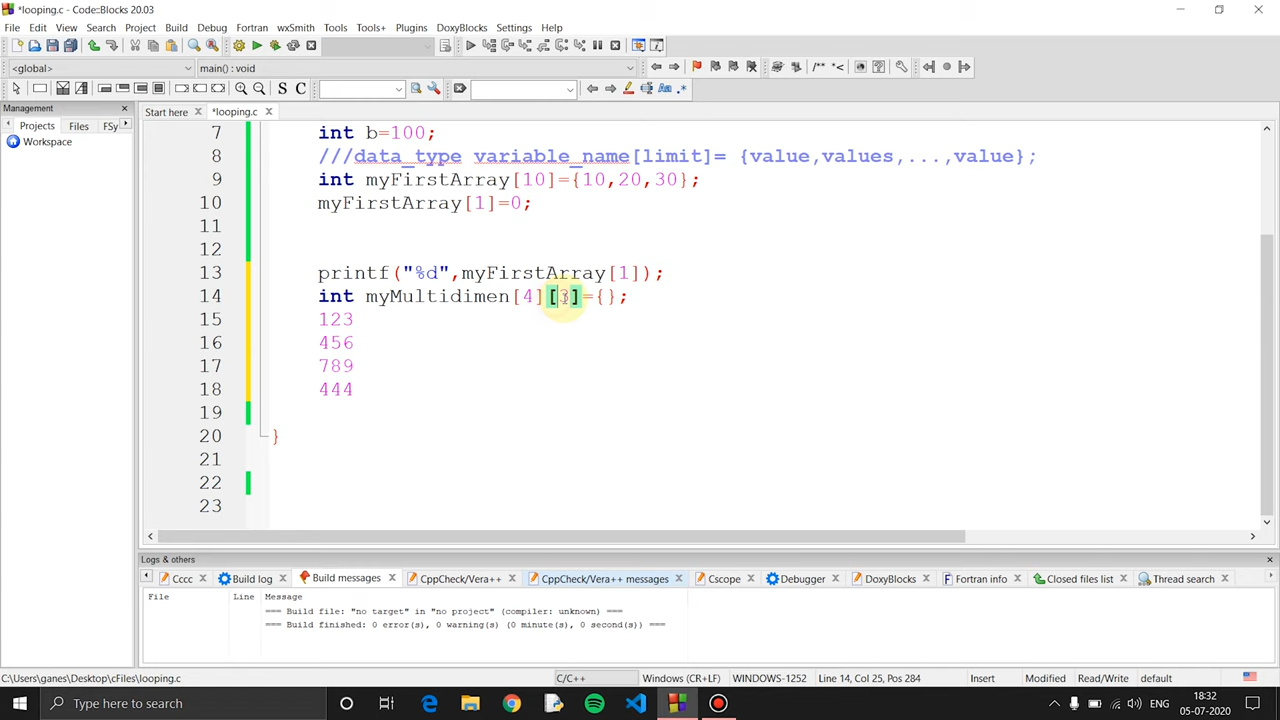 *looping.c - Code::Blocks 20.03
File Edit View Search Project Build Debug Fortran wxSmith Tools Tools+ Plugins DoxyBlocks Settings Help
<global> main() : void
/** *<
S C
Aa .*
Management
Projects Files FSy
Workspace
Start here *looping.c
7 int b=100;
8 ///data_type variable_name[limit]= {value,values,...,value};
9 int myFirstArray[10]={10,20,30};
10 myFirstArray[1]=0;
11
12
13 printf("%d",myFirstArray[1]);
14 int myMultidimen[4][3]={};
15 123
16 456
17 789
18 444
19
20 }
21
22
23
Logs & others
Cccc Build log Build messages CppCheck/Vera++ CppCheck/Vera++ messages Cscope Debugger DoxyBlocks Fortran info Closed files list Thread search
File Line Message
=== Build file: "no target" in "no project" (compiler: unknown) ===
=== Build finished: 0 error(s), 0 warning(s) (0 minute(s), 0 second(s)) ===
C:\Users\ganes\Desktop\cFiles\looping.c C/C++ Windows (CR+LF) WINDOWS-1252 Line 14, Col 25, Pos 284 Insert Modified Read/Write default
Type here to search
ENG
18:32
05-07-2020